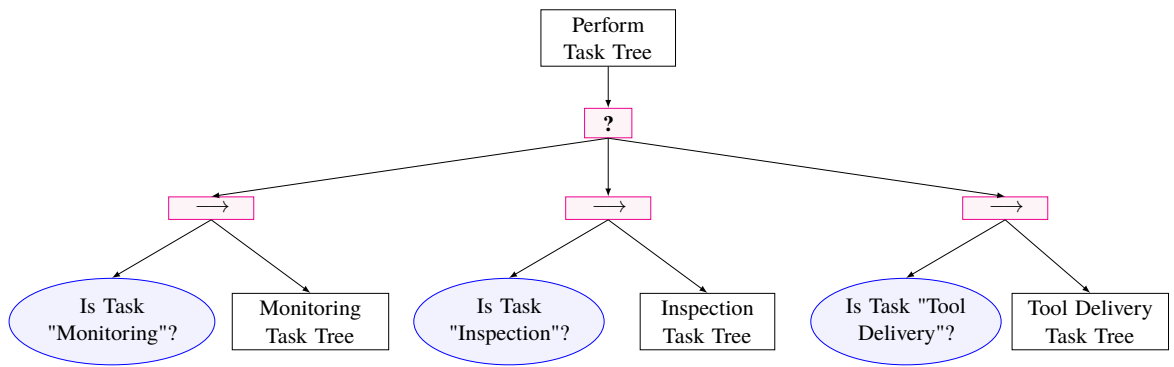 Perform
Task Tree
?
⟶
⟶
⟶
Is Task
"Monitoring"?
Monitoring
Task Tree
Is Task
"Inspection"?
Inspection
Task Tree
Is Task "Tool
Delivery"?
Tool Delivery
Task Tree